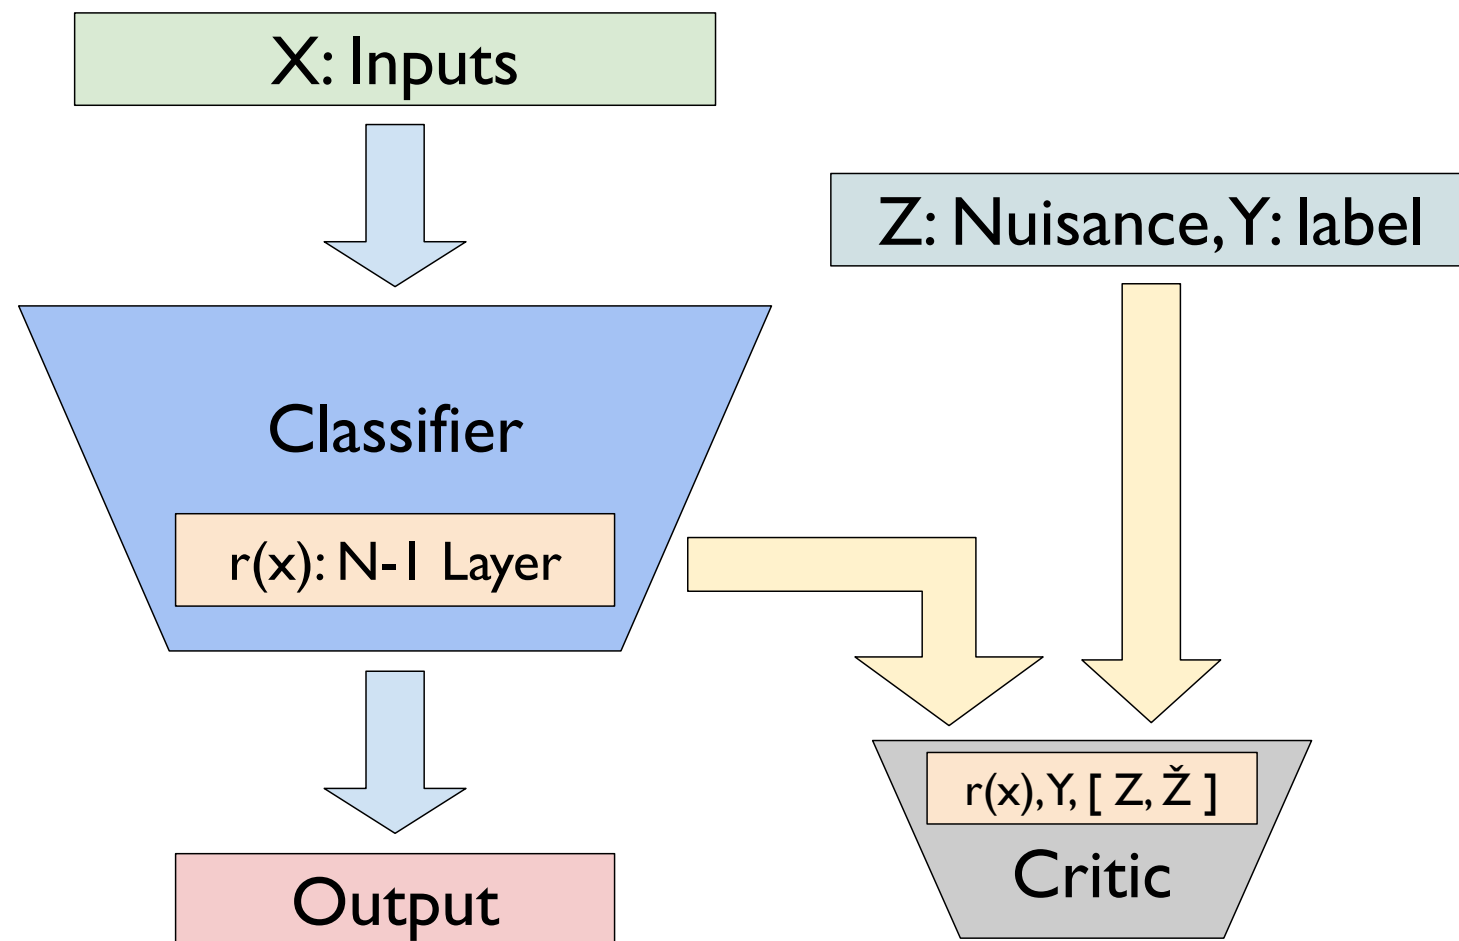 X: Inputs
Z: Nuisance, Y: label
Classifier
r(x): N-1 Layer
r(x), Y, [ Z, Ž ]
Critic
Output